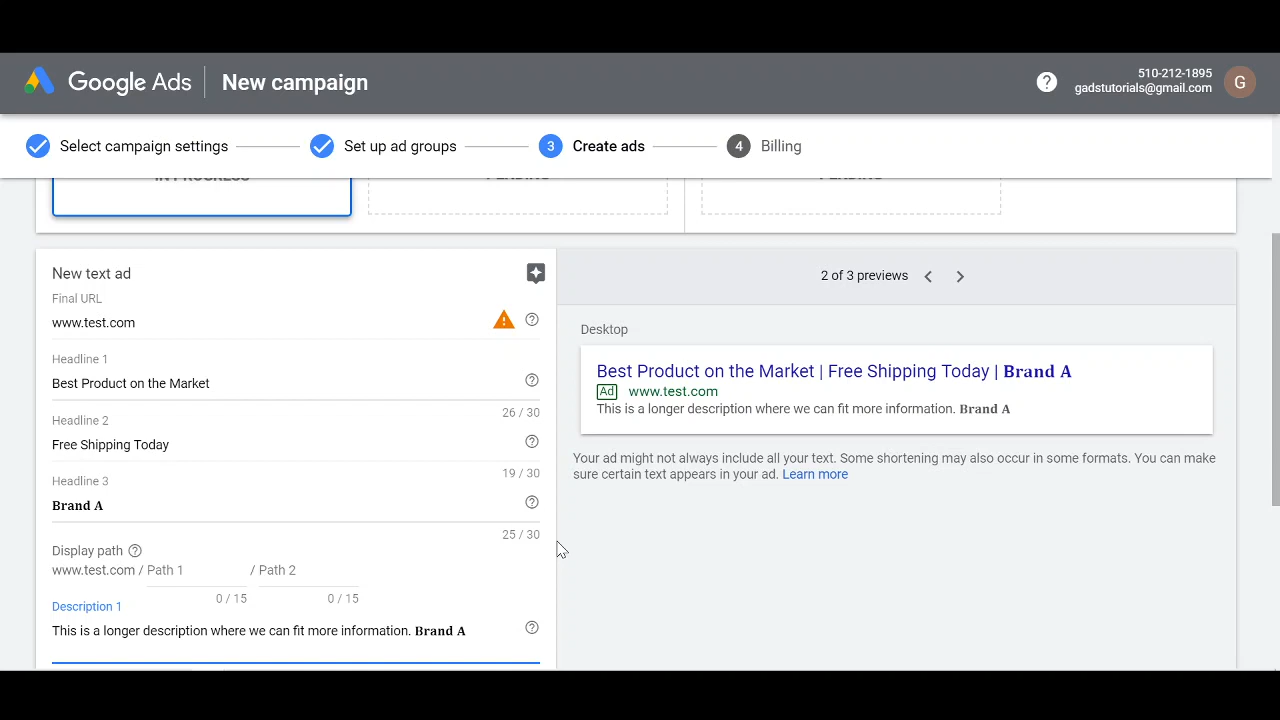 Google Ads
New campaign
510-212-1895
gadstutorials@gmail.com
G
Select campaign settings
Set up ad groups
3 Create ads
4 Billing
IN PROGRESS
PENDING
PENDING
New text ad
Final URL
www.test.com
Headline 1
Best Product on the Market
26 / 30
Headline 2
Free Shipping Today
19 / 30
Headline 3
𝐁𝐫𝐚𝐧𝐝 𝐀
25 / 30
Display path
www.test.com / Path 1 / Path 2
0 / 15 0 / 15
Description 1
This is a longer description where we can fit more information. 𝐁𝐫𝐚𝐧𝐝 𝐀
2 of 3 previews
Desktop
Best Product on the Market | Free Shipping Today | 𝐁𝐫𝐚𝐧𝐝 𝐀
Ad www.test.com
This is a longer description where we can fit more information. 𝐁𝐫𝐚𝐧𝐝 𝐀
Your ad might not always include all your text. Some shortening may also occur in some formats. You can make
sure certain text appears in your ad. Learn more